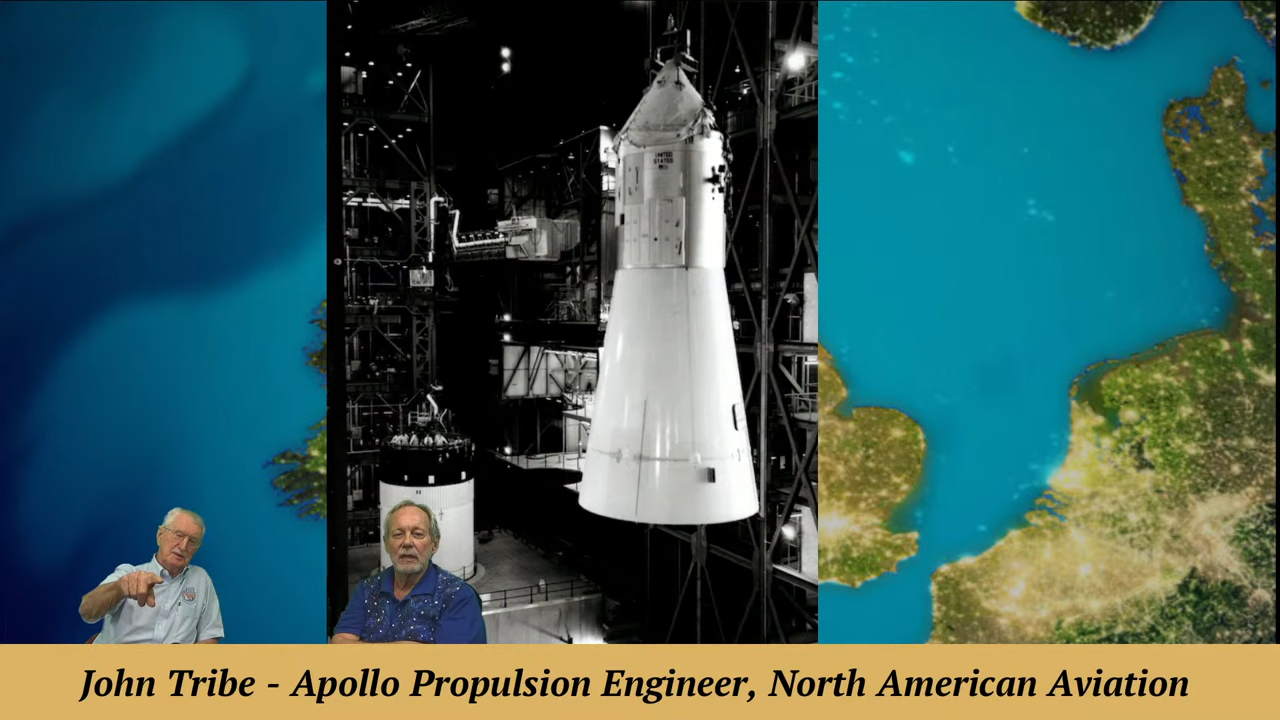 UNITED
STATES
John Tribe - Apollo Propulsion Engineer, North American Aviation